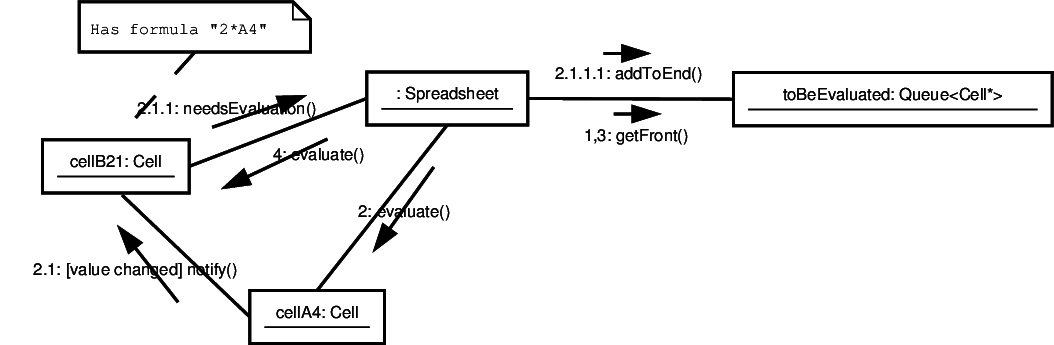 Has formula "2*A4"
2.1.1.1: addToEnd()
: Spreadsheet
toBeEvaluated: Queue<Cell*>
2.1.1: needsEvaluation()
1,3: getFront()
4: evaluate()
cellB21: Cell
2: evaluate()
2.1: [value changed] notify()
cellA4: Cell